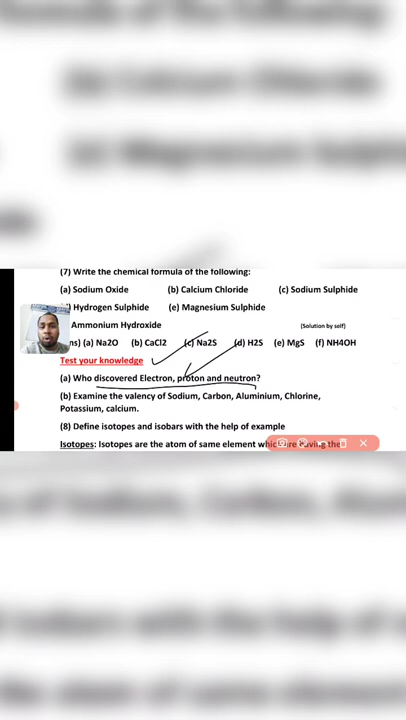 (b) Calcium Chloride
(7) Write the chemical formula of the following:
(a) Sodium Oxide (b) Calcium Chloride (c) Sodium Sulphide
Hydrogen Sulphide (e) Magnesium Sulphide
Ammonium Hydroxide (Solution by self)
ns) (a) Na2O (b) CaCl2 (c) Na2S (d) H2S (e) MgS (f) NH4OH
Test your knowledge
(a) Who discovered Electron, proton and neutron?
(b) Examine the valency of Sodium, Carbon, Aluminium, Chlorine,
Potassium, calcium.
(8) Define isotopes and isobars with the help of example
Isotopes: Isotopes are the atom of same element which are having the